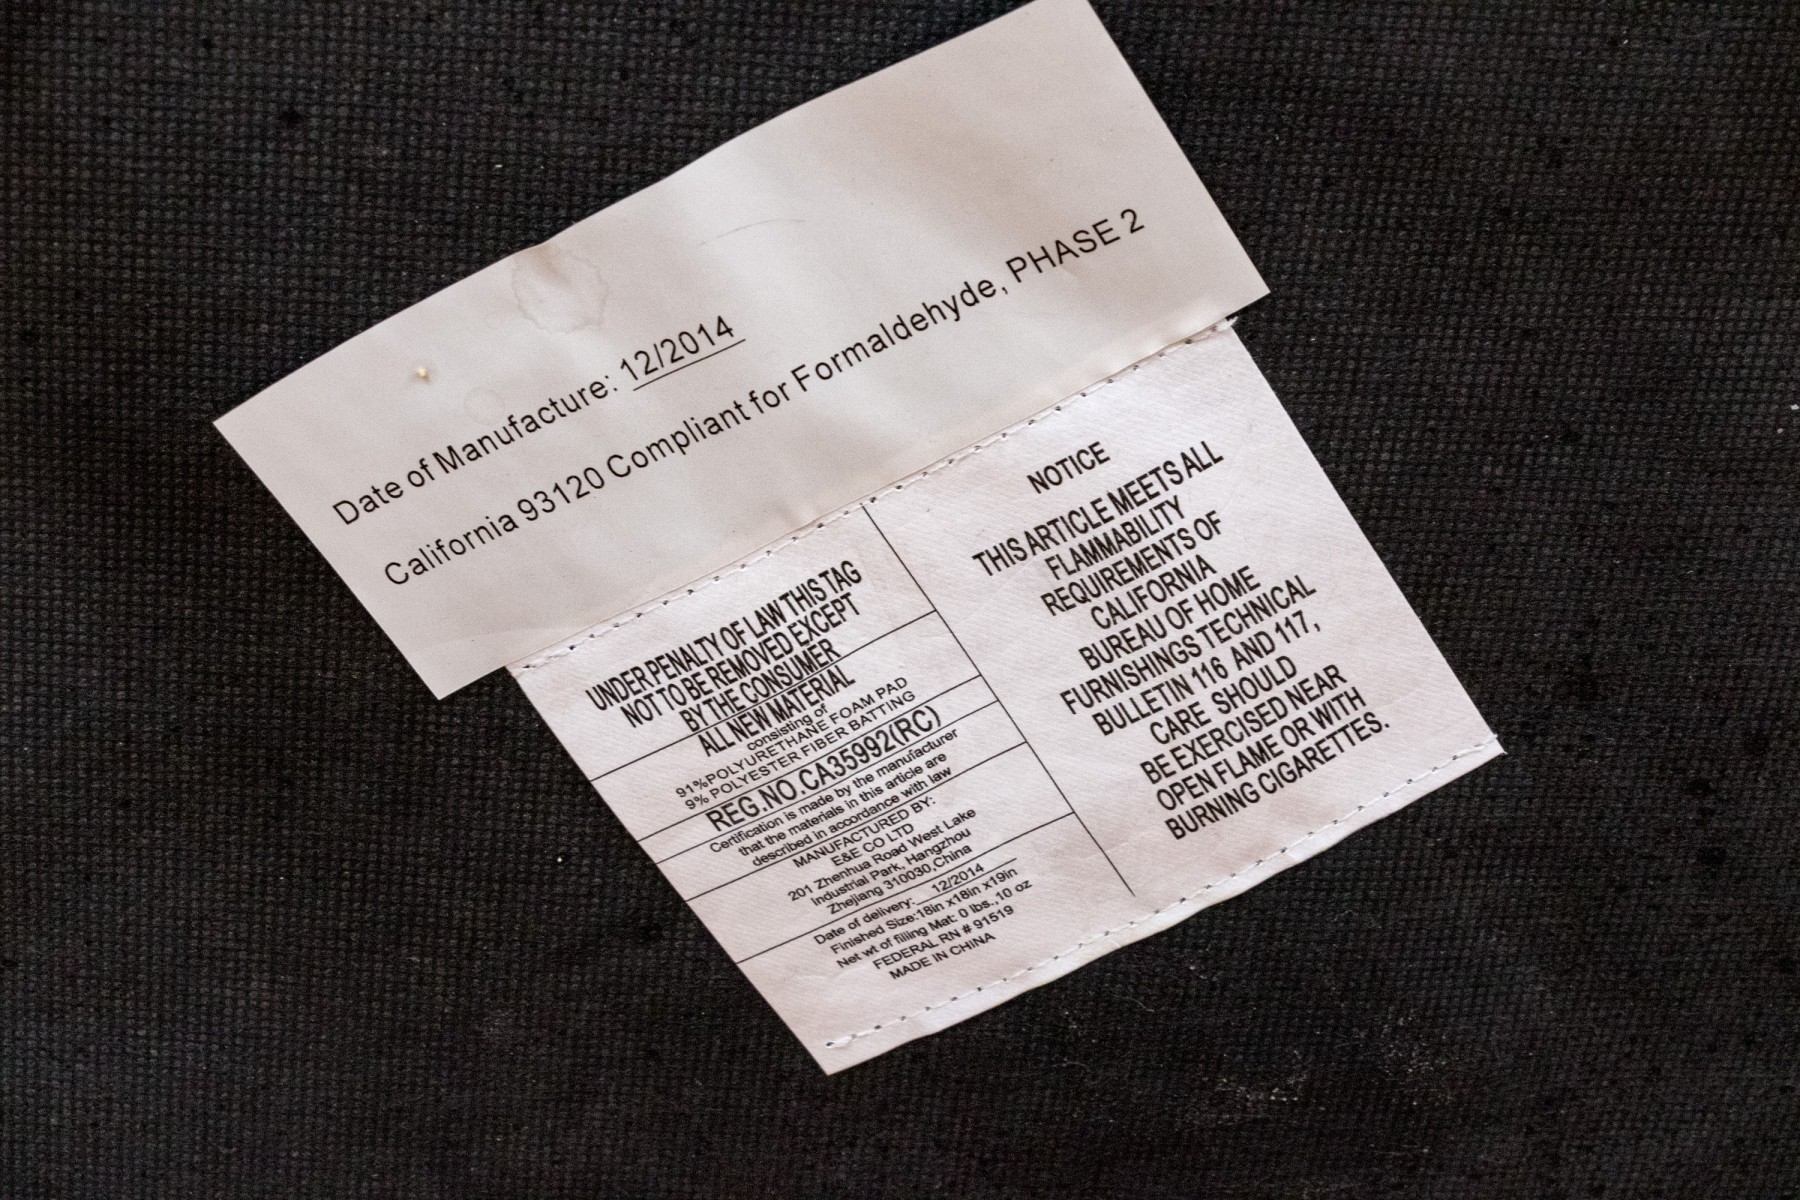 Date of Manufacture: 12/2014
California 93120 Compliant for Formaldehyde, PHASE 2
UNDER PENALTY OF LAW THIS TAG
NOT TO BE REMOVED EXCEPT
BY THE CONSUMER
ALL NEW MATERIAL
consisting of
91%POLYURETHANE FOAM PAD
9% POLYESTER FIBER BATTING
REG.NO.CA35992(RC)
Certification is made by the manufacturer
that the materials in this article are
described in accordance with law
MANUFACTURED BY:
E&E CO LTD
201 Zhenhua Road West Lake
Industrial Park, Hangzhou
Zhejiang 310030,China
Date of delivery: 12/2014
Finished Size:18in x18in x19in
Net wt of filling Mat: 0 lbs.,10 oz
FEDERAL RN # 91519
MADE IN CHINA
NOTICE
THIS ARTICLE MEETS ALL
FLAMMABILITY
REQUIREMENTS OF
CALIFORNIA
BUREAU OF HOME
FURNISHINGS TECHNICAL
BULLETIN 116 AND 117,
CARE SHOULD
BE EXERCISED NEAR
OPEN FLAME OR WITH
BURNING CIGARETTES.